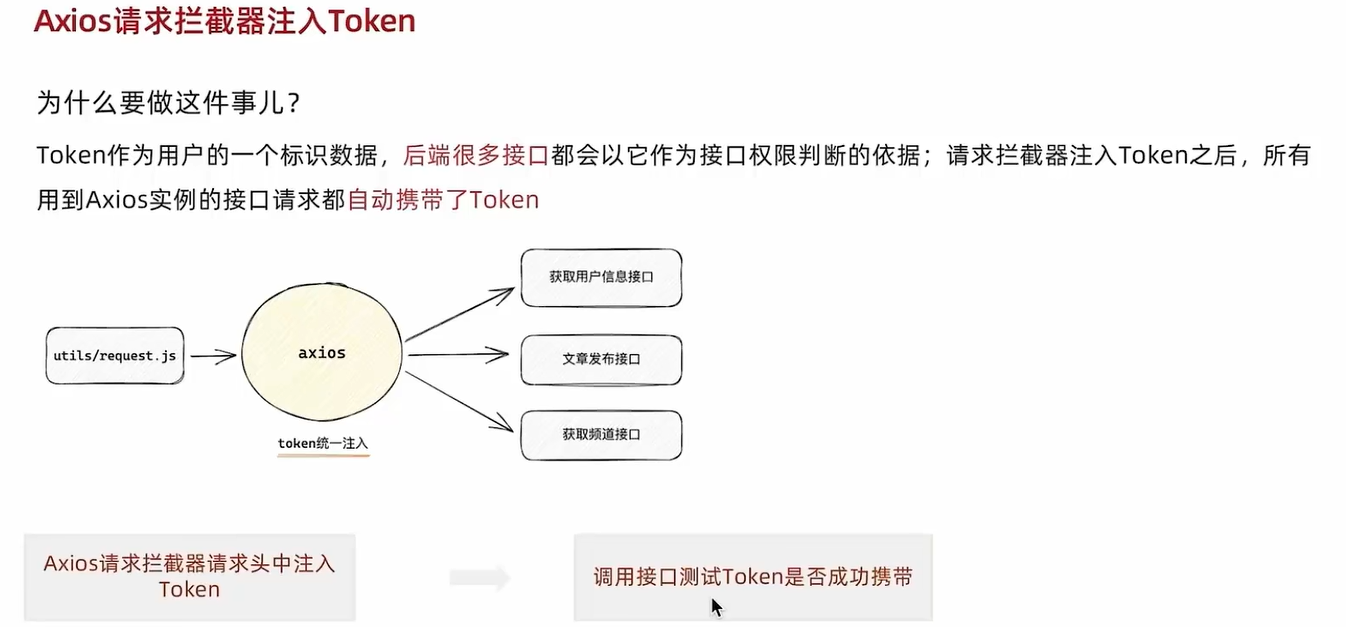 Axios请求拦截器注入Token
为什么要做这件事儿？
Token作为用户的一个标识数据，后端很多接口都会以它作为接口权限判断的依据；请求拦截器注入Token之后，所有
用到Axios实例的接口请求都自动携带了Token
获取用户信息接口
utils/request.js
axios
文章发布接口
获取频道接口
token统一注入
Axios请求拦截器请求头中注入
Token
调用接口测试Token是否成功携带